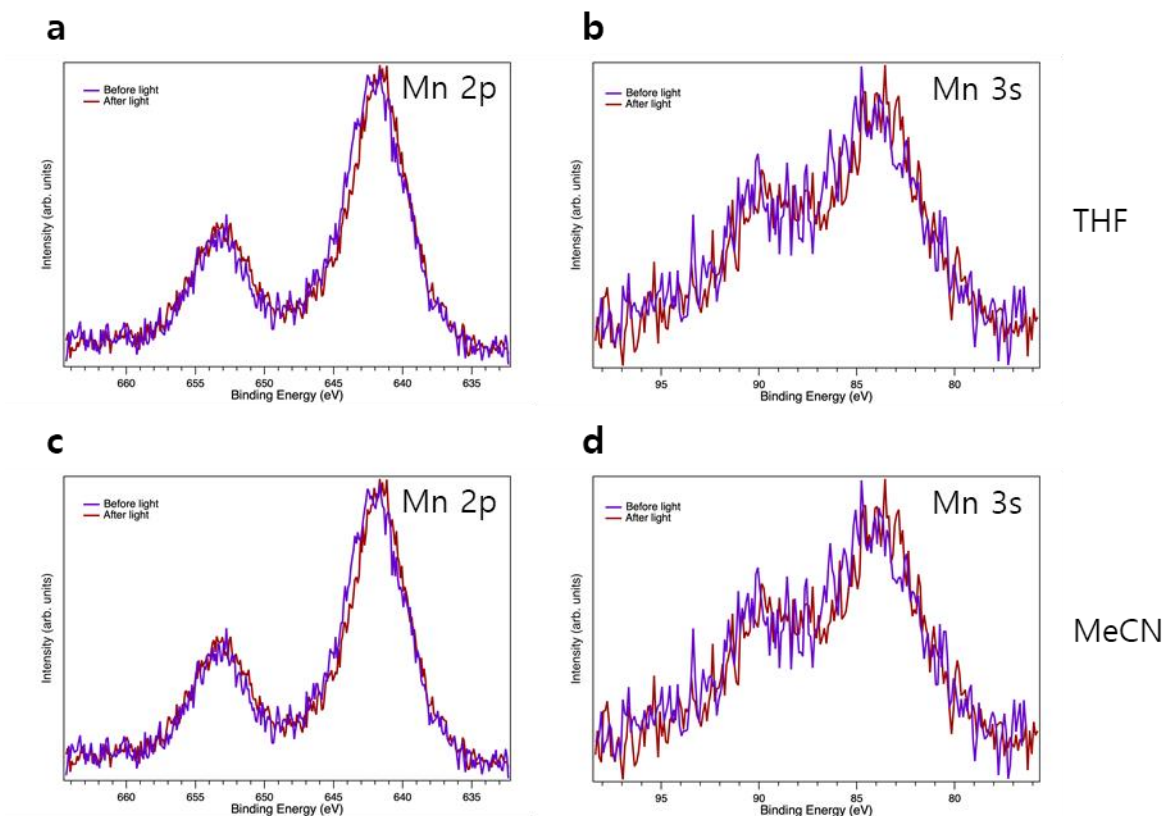 a
Mn 2p
Before light
After light
Intensity (arb. units)
660
655
650
645
640
635
Binding Energy (eV)
b
Mn 3s
Before light
After light
Intensity (arb. units)
95
90
85
80
Binding Energy (eV)
THF
c
Mn 2p
Before light
After light
Intensity (arb. units)
660
655
650
645
640
635
Binding Energy (eV)
d
Mn 3s
Before light
After light
Intensity (arb. units)
95
90
85
80
Binding Energy (eV)
MeCN